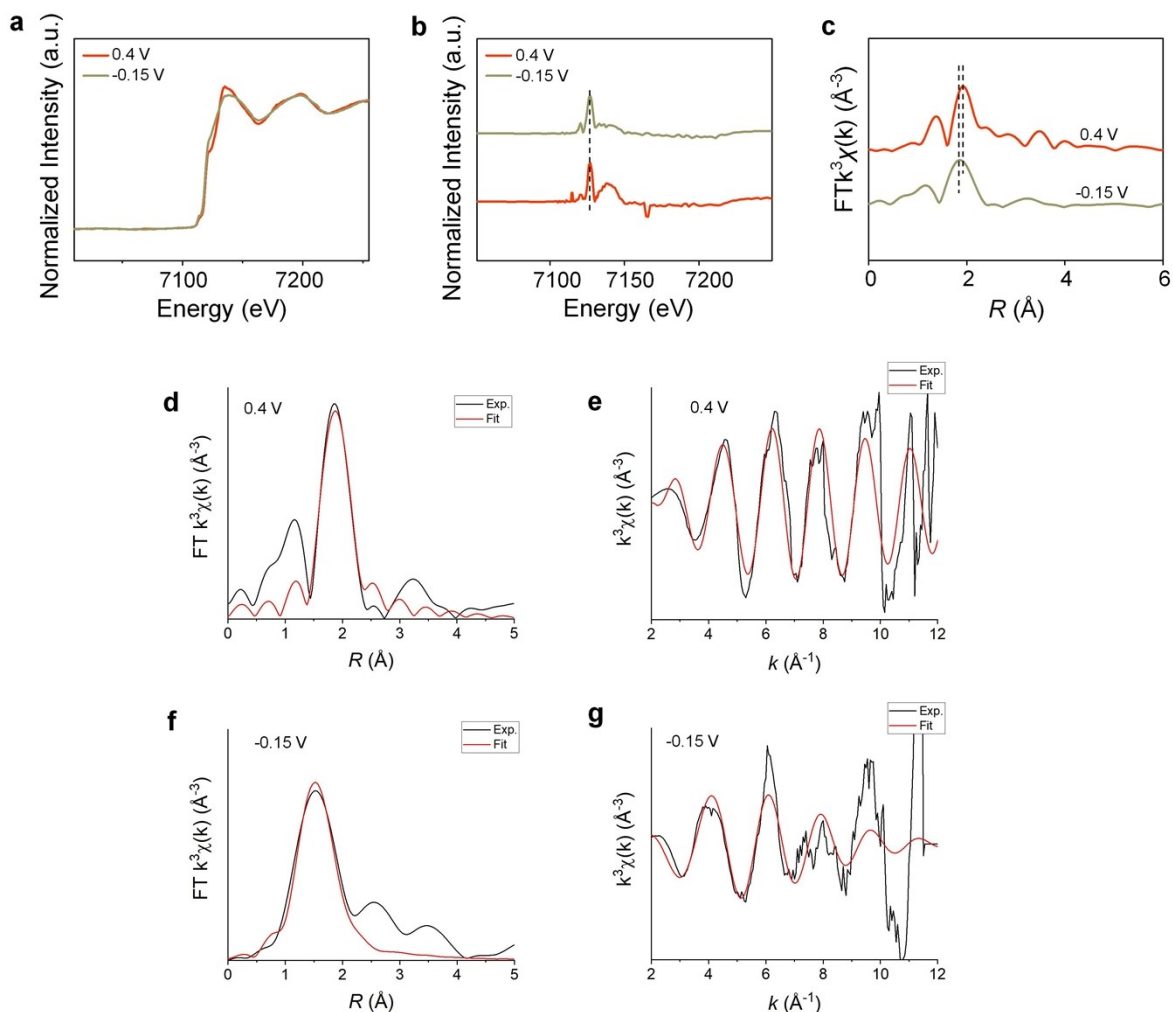 a
Normalized Intensity (a.u.)
0.4 V
-0.15 V
7100
7200
Energy (eV)
b
Normalized Intensity (a.u.)
0.4 V
-0.15 V
7100
7150
7200
Energy (eV)
c
FTk³χ(k) (Å⁻³)
0.4 V
-0.15 V
0
2
4
6
R (Å)
d
0.4 V
Exp.
Fit
FT k³χ(k) (Å⁻³)
0
1
2
3
4
5
R (Å)
e
0.4 V
Exp.
Fit
k³χ(k) (Å⁻³)
2
4
6
8
10
12
k (Å⁻¹)
f
-0.15 V
Exp.
Fit
FT k³χ(k) (Å⁻³)
0
1
2
3
4
5
R (Å)
g
-0.15 V
Exp.
Fit
k³χ(k) (Å⁻³)
2
4
6
8
10
12
k (Å⁻¹)